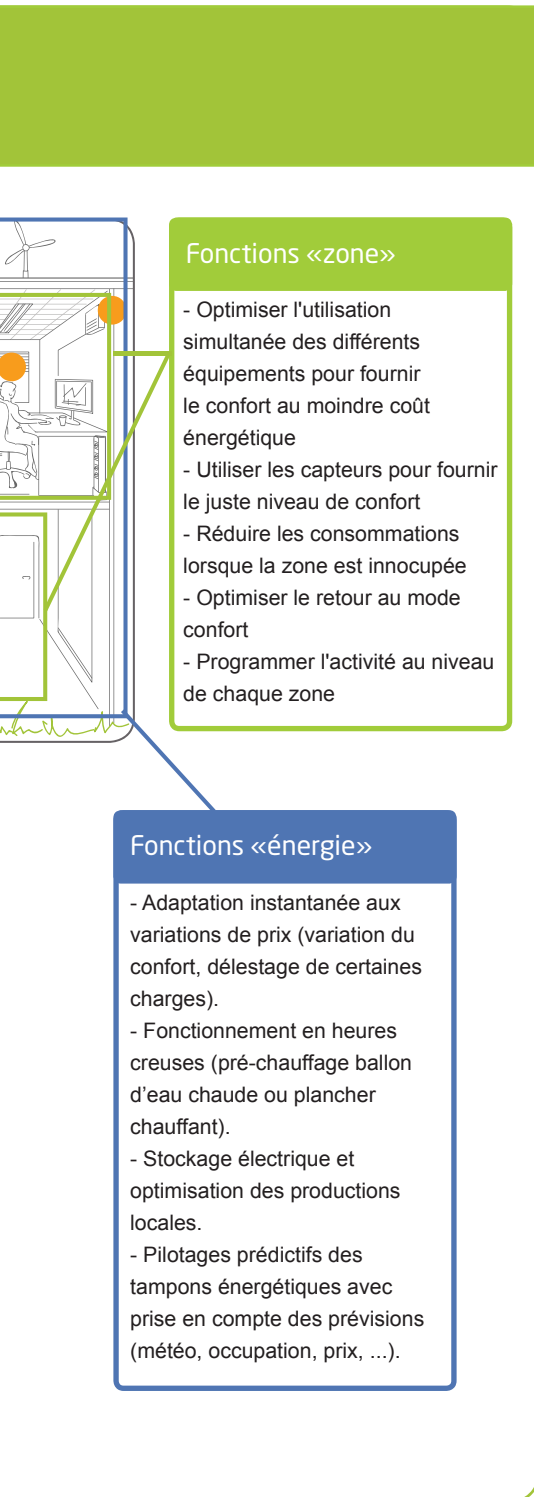 Fonctions «zone»
- Optimiser l'utilisation
simultanée des différents
équipements pour fournir
le confort au moindre coût
énergétique
- Utiliser les capteurs pour fournir
le juste niveau de confort
- Réduire les consommations
lorsque la zone est innocupée
- Optimiser le retour au mode
confort
- Programmer l'activité au niveau
de chaque zone
Fonctions «énergie»
- Adaptation instantanée aux
variations de prix (variation du
confort, délestage de certaines
charges).
- Fonctionnement en heures
creuses (pré-chauffage ballon
d’eau chaude ou plancher
chauffant).
- Stockage électrique et
optimisation des productions
locales.
- Pilotages prédictifs des
tampons énergétiques avec
prise en compte des prévisions
(météo, occupation, prix, ...).